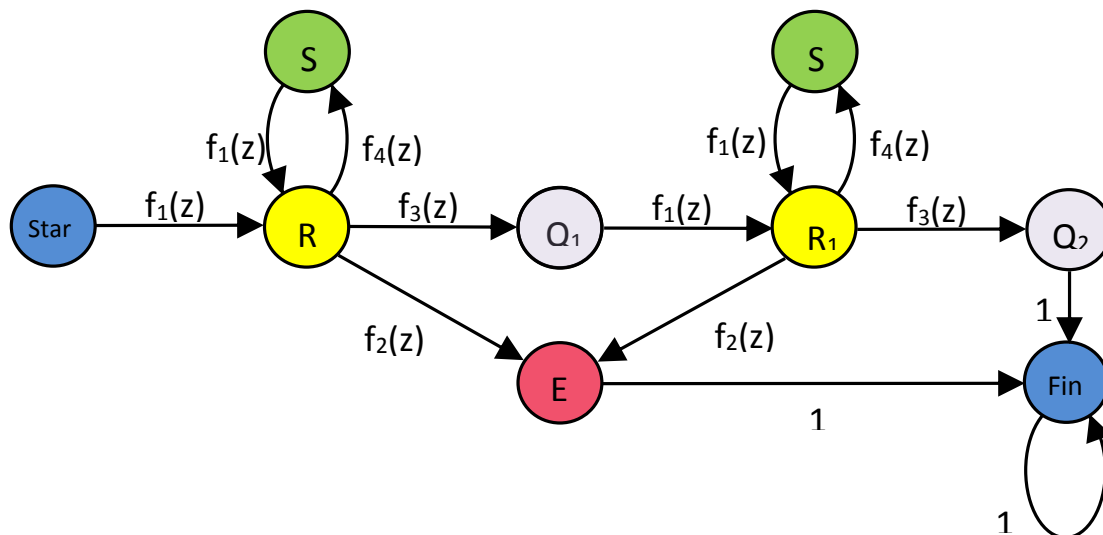 S
S
f₁(z)
f₄(z)
f₁(z)
f₄(z)
Star
f₁(z)
R
f₃(z)
Q₁
f₁(z)
R₁
f₃(z)
Q₂
f₂(z)
f₂(z)
1
E
Fin
1
1